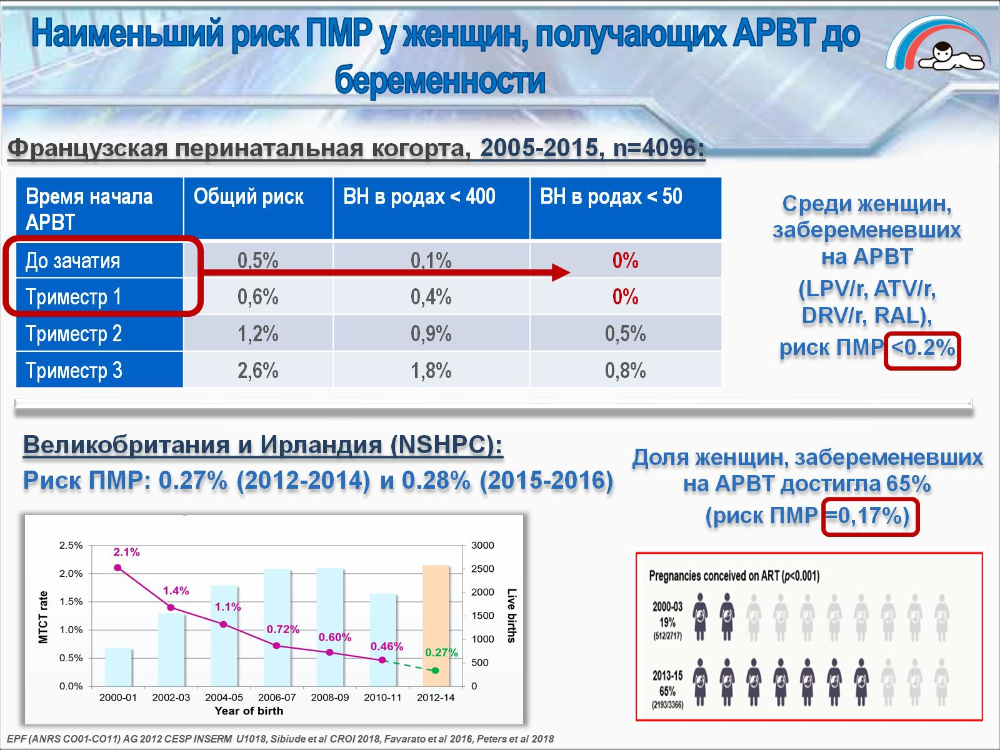 Наименьший риск ПМР у женщин, получающих АРВТ до
беременности
Французская перинатальная когорта, 2005-2015, n=4096:
Время начала АРВТ	Общий риск	ВН в родах < 400	ВН в родах < 50
До зачатия	0,5%	0,1%	0%
Триместр 1	0,6%	0,4%	0%
Триместр 2	1,2%	0,9%	0,5%
Триместр 3	2,6%	1,8%	0,8%
Среди женщин,
забеременевших
на АРВТ
(LPV/r, ATV/r,
DRV/r, RAL),
риск ПМР <0.2%
Великобритания и Ирландия (NSHPC):
Риск ПМР: 0.27% (2012-2014) и 0.28% (2015-2016)
Доля женщин, забеременевших
на АРВТ достигла 65%
(риск ПМР =0,17%)
MTCT rate
2.5%
2.0%
1.5%
1.0%
0.5%
0.0%
2.1%
1.4%
1.1%
0.72%
0.60%
0.46%
0.27%
3000
2500
2000
1500
1000
500
0
Live births
2000-01 2002-03 2004-05 2006-07 2008-09 2010-11 2012-14
Year of birth
Pregnancies conceived on ART (p<0.001)
2000-03
19%
(512/2717)
2013-15
65%
(2193/3366)
EPF (ANRS CO01-CO11) AG 2012 CESP INSERM U1018, Sibiude et al CROI 2018, Favarato et al 2016, Peters et al 2018